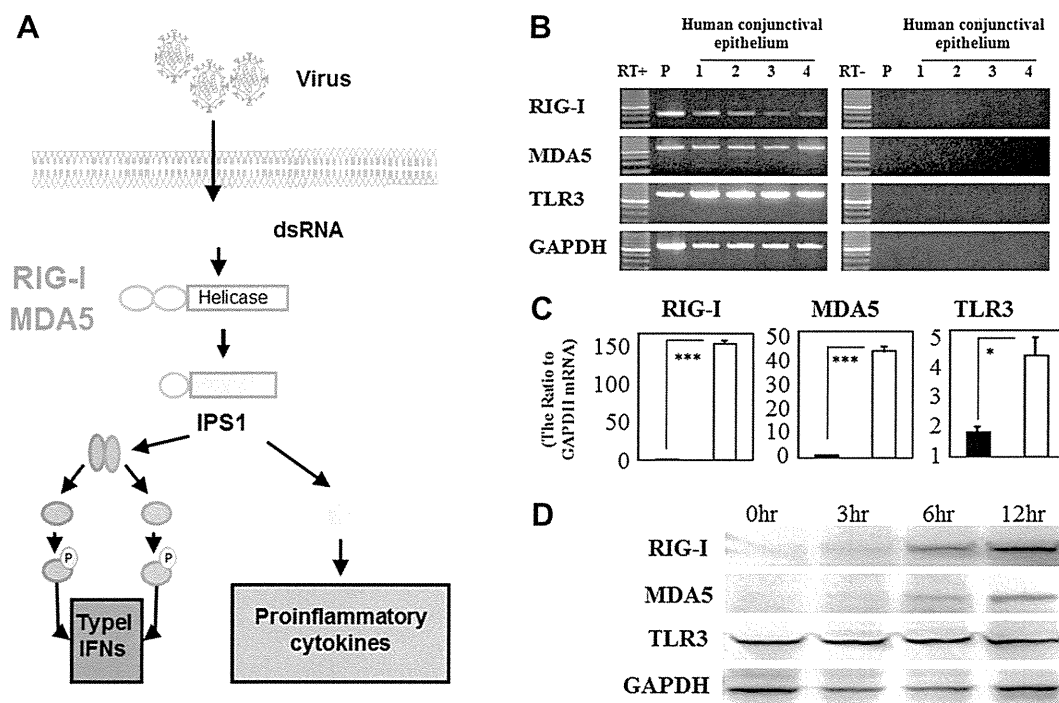 A
Virus
dsRNA
RIG-I
MDA5
Helicase
IPS1
P
P
TypeI
IFNs
Proinflammatory
cytokines
B
Human conjunctival
epithelium
Human conjunctival
epithelium
RT+ P 1 2 3 4
RT- P 1 2 3 4
RIG-I
MDA5
TLR3
GAPDH
C
RIG-I
MDA5
TLR3
(The Ratio to
GAPDH mRNA)
150
100
50
0
***
50
40
30
20
10
0
***
5
4
3
2
1
*
D
0hr 3hr 6hr 12hr
RIG-I
MDA5
TLR3
GAPDH